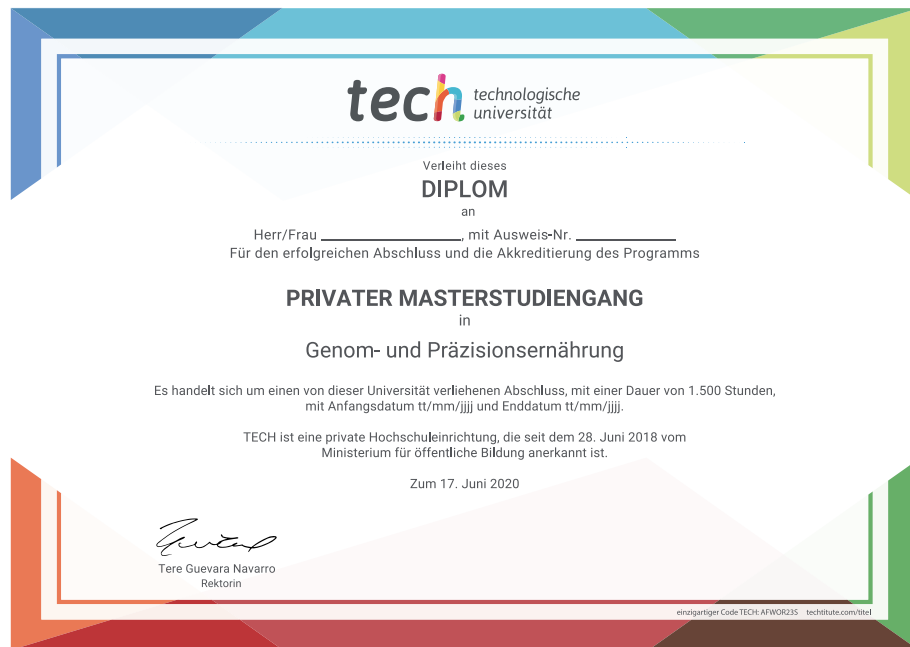 tech technologische
universität
Verleiht dieses
DIPLOM
an
Herr/Frau ____________, mit Ausweis-Nr. ____________
Für den erfolgreichen Abschluss und die Akkreditierung des Programms
PRIVATER MASTERSTUDIENGANG
in
Genom- und Präzisionsernährung
Es handelt sich um einen von dieser Universität verliehenen Abschluss, mit einer Dauer von 1.500 Stunden,
mit Anfangsdatum tt/mm/jjjj und Enddatum tt/mm/jjjj.
TECH ist eine private Hochschuleinrichtung, die seit dem 28. Juni 2018 vom
Ministerium für öffentliche Bildung anerkannt ist.
Zum 17. Juni 2020
Tere Guevara Navarro
Rektorin
einzigartiger Code TECH: AFWOR23S techtitute.com/titel